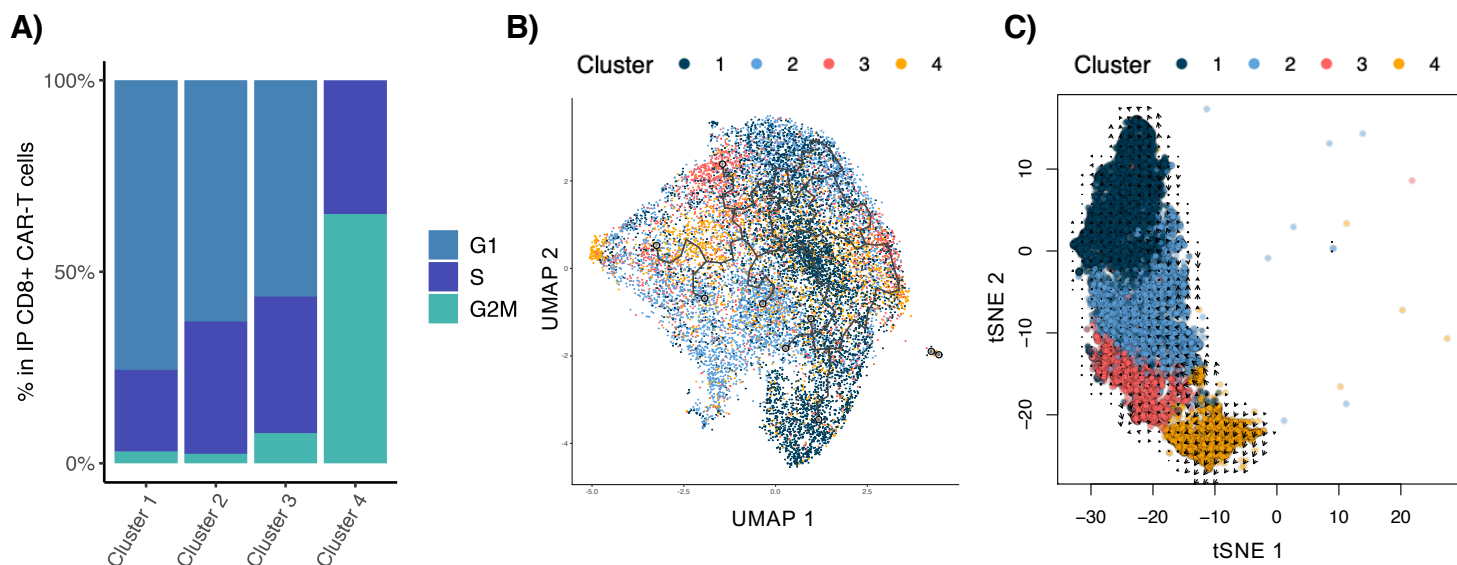 A)
B)
C)
Cluster 1 2 3 4
Cluster 1 2 3 4
100%
50%
0%
% in IP CD8+ CAR-T cells
Cluster 1
Cluster 2
Cluster 3
Cluster 4
G1
S
G2M
2
0
-2
-4
UMAP 2
-5.0 -2.5 0.0 2.5
UMAP 1
10
0
−10
−20
tSNE 2
−30 −20 −10 0 10 20
tSNE 1